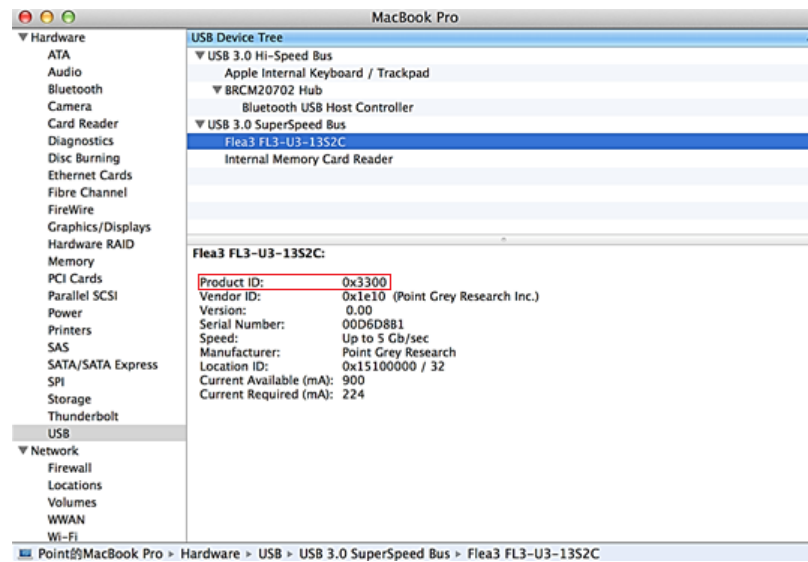 MacBook Pro
Hardware
ATA
Audio
Bluetooth
Camera
Card Reader
Diagnostics
Disc Burning
Ethernet Cards
Fibre Channel
FireWire
Graphics/Displays
Hardware RAID
Memory
PCI Cards
Parallel SCSI
Power
Printers
SAS
SATA/SATA Express
SPI
Storage
Thunderbolt
USB
Network
Firewall
Locations
Volumes
WWAN
Wi-Fi
USB Device Tree
USB 3.0 Hi-Speed Bus
Apple Internal Keyboard / Trackpad
BRCM20702 Hub
Bluetooth USB Host Controller
USB 3.0 SuperSpeed Bus
Flea3 FL3-U3-13S2C
Internal Memory Card Reader
Flea3 FL3-U3-13S2C:
Product ID: 0x3300
Vendor ID: 0x1e10 (Point Grey Research Inc.)
Version: 0.00
Serial Number: 00D6D8B1
Speed: Up to 5 Gb/sec
Manufacturer: Point Grey Research
Location ID: 0x15100000 / 32
Current Available (mA): 900
Current Required (mA): 224
Point的MacBook Pro ▸ Hardware ▸ USB ▸ USB 3.0 SuperSpeed Bus ▸ Flea3 FL3-U3-13S2C